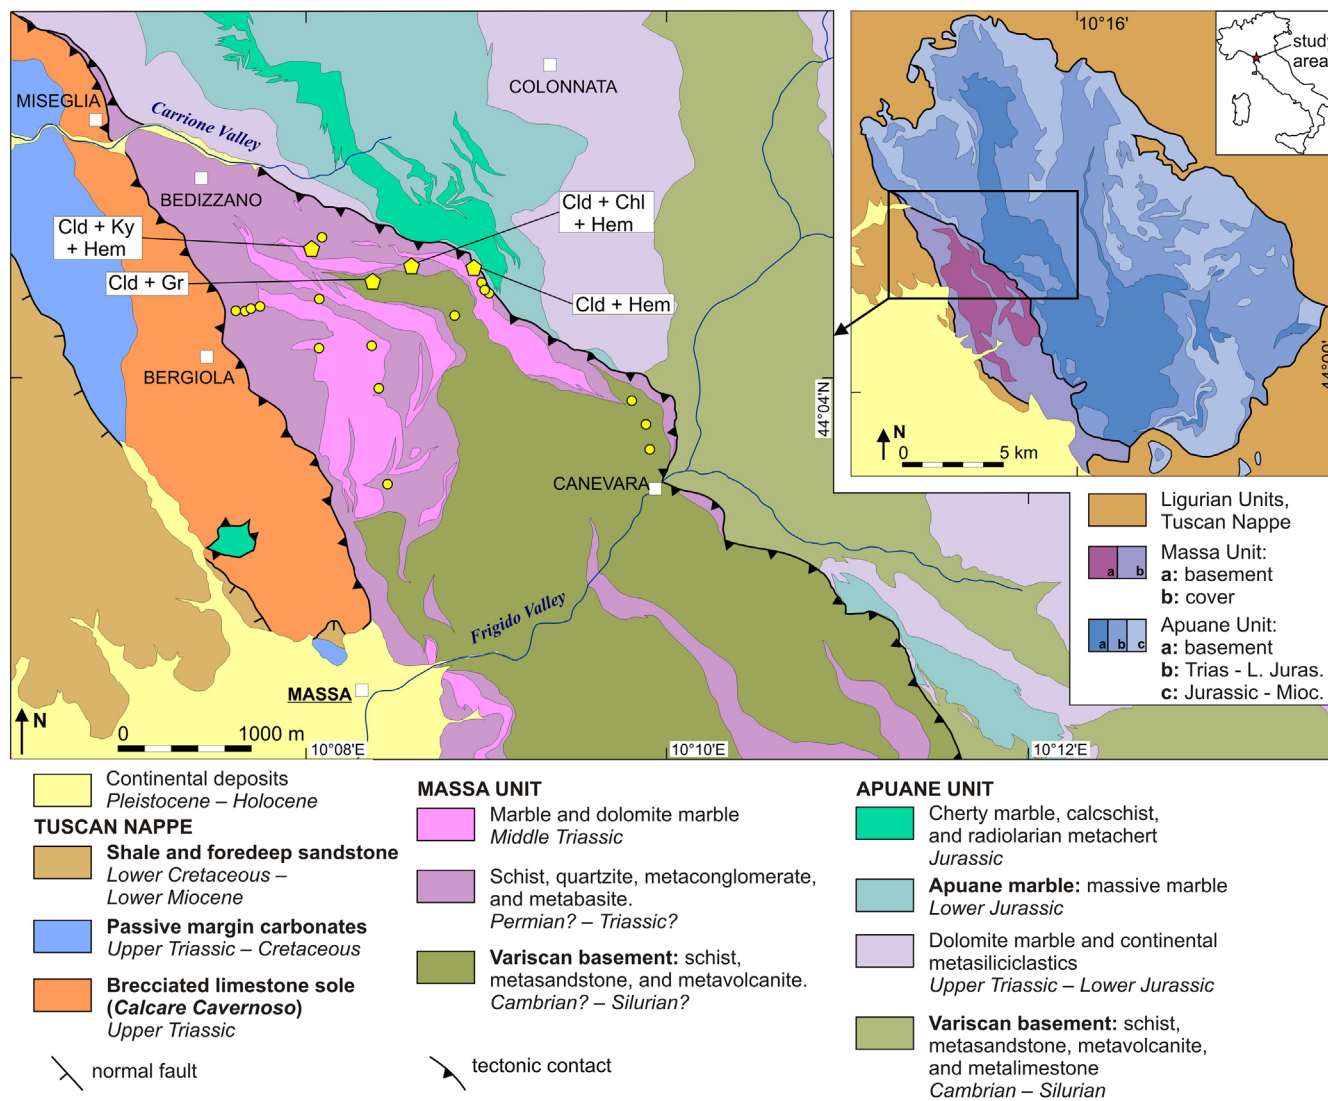 MISEGLIA
Carrione Valley
COLONNATA
BEDIZZANO
Cld + Ky
+ Hem
Cld + Chl
+ Hem
Cld + Gr
Cld + Hem
BERGIOLA
CANEVARA
Frigido Valley
MASSA
N
0 1000 m
10°08'E
10°10'E
10°12'E
44°04'N
10°16'
study
area
N
0 5 km
Ligurian Units,
Tuscan Nappe
a b
Massa Unit:
a: basement
b: cover
a b c
Apuane Unit:
a: basement
b: Trias - L. Juras.
c: Jurassic - Mioc.
Continental deposits
Pleistocene – Holocene
TUSCAN NAPPE
Shale and foredeep sandstone
Lower Cretaceous –
Lower Miocene
Passive margin carbonates
Upper Triassic – Cretaceous
Brecciated limestone sole
(Calcare Cavernoso)
Upper Triassic
normal fault
MASSA UNIT
Marble and dolomite marble
Middle Triassic
Schist, quartzite, metaconglomerate,
and metabasite.
Permian? – Triassic?
Variscan basement: schist,
metasandstone, and metavolcanite.
Cambrian? – Silurian?
tectonic contact
APUANE UNIT
Cherty marble, calcschist,
and radiolarian metachert
Jurassic
Apuane marble: massive marble
Lower Jurassic
Dolomite marble and continental
metasiliciclastics
Upper Triassic – Lower Jurassic
Variscan basement: schist,
metasandstone, metavolcanite,
and metalimestone
Cambrian – Silurian